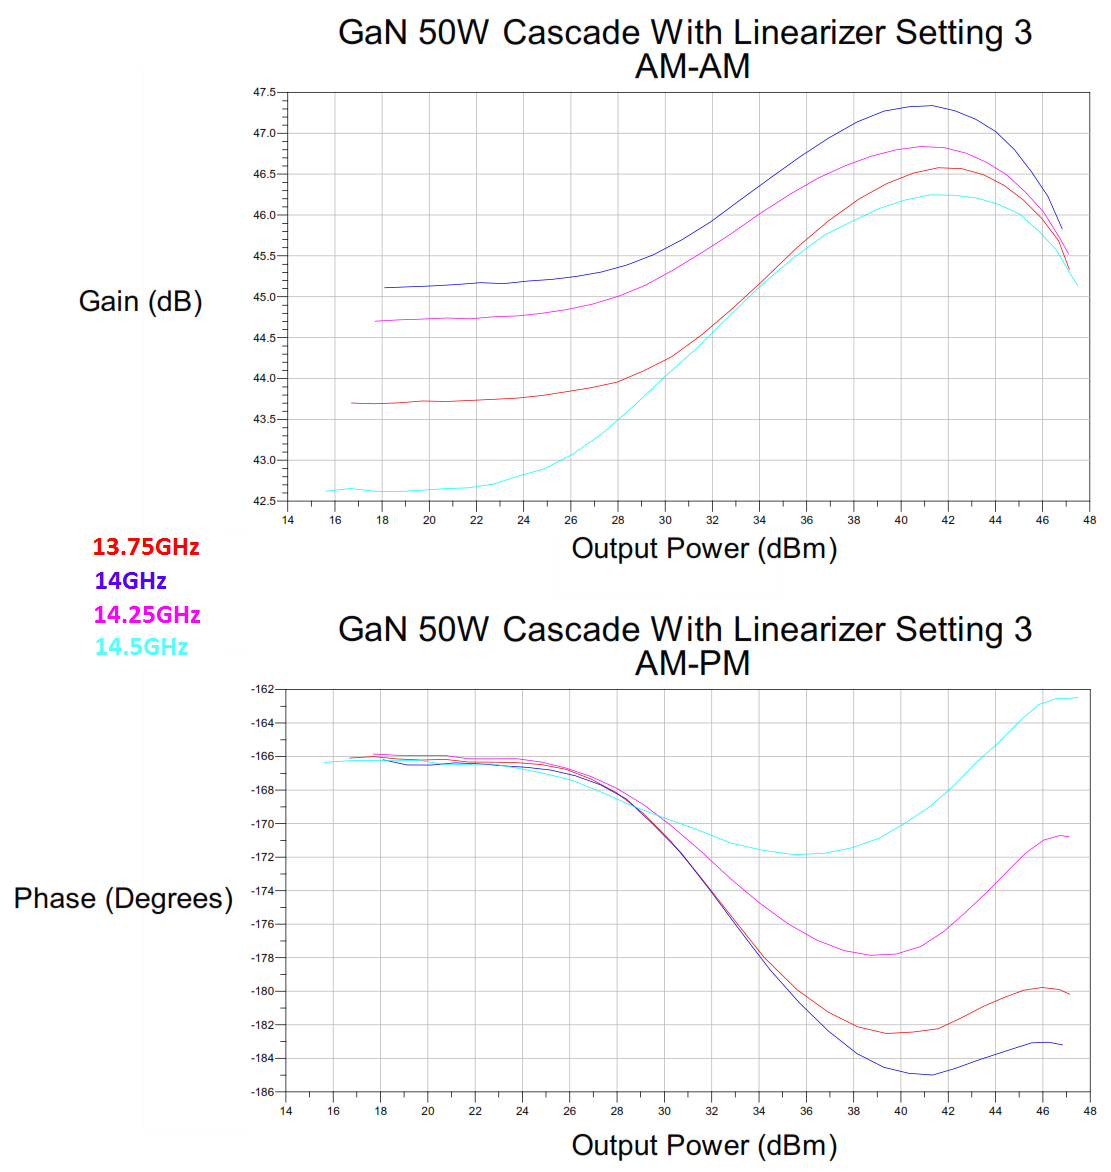 GaN 50W Cascade With Linearizer Setting 3
AM-AM
47.5
47.0
46.5
46.0
45.5
45.0
44.5
44.0
43.5
43.0
42.5
Gain (dB)
14 16 18 20 22 24 26 28 30 32 34 36 38 40 42 44 46 48
Output Power (dBm)
13.75GHz
14GHz
14.25GHz
14.5GHz
GaN 50W Cascade With Linearizer Setting 3
AM-PM
-162
-164
-166
-168
-170
-172
-174
-176
-178
-180
-182
-184
-186
Phase (Degrees)
14 16 18 20 22 24 26 28 30 32 34 36 38 40 42 44 46 48
Output Power (dBm)